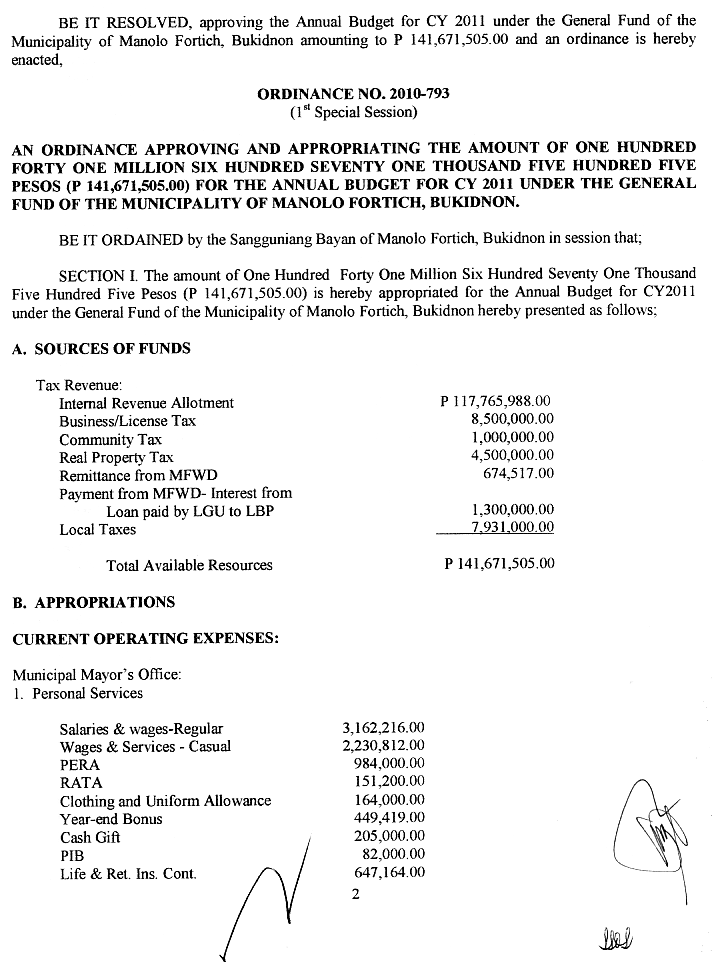 BE IT RESOLVED, approving the Annual Budget for CY 2011 under the General Fund of the
Municipality of Manolo Fortich, Bukidnon amounting to P 141,671,505.00 and an ordinance is hereby
enacted,
ORDINANCE NO. 2010-793
(1st Special Session)
AN ORDINANCE APPROVING AND APPROPRIATING THE AMOUNT OF ONE HUNDRED
FORTY ONE MILLION SIX HUNDRED SEVENTY ONE THOUSAND FIVE HUNDRED FIVE
PESOS (P 141,671,505.00) FOR THE ANNUAL BUDGET FOR CY 2011 UNDER THE GENERAL
FUND OF THE MUNICIPALITY OF MANOLO FORTICH, BUKIDNON.
BE IT ORDAINED by the Sangguniang Bayan of Manolo Fortich, Bukidnon in session that;
SECTION I. The amount of One Hundred Forty One Million Six Hundred Seventy One Thousand
Five Hundred Five Pesos (P 141,671,505.00) is hereby appropriated for the Annual Budget for CY2011
under the General Fund of the Municipality of Manolo Fortich, Bukidnon hereby presented as follows;
A. SOURCES OF FUNDS
Tax Revenue:
Internal Revenue Allotment P 117,765,988.00
Business/License Tax 8,500,000.00
Community Tax 1,000,000.00
Real Property Tax 4,500,000.00
Remittance from MFWD 674,517.00
Payment from MFWD- Interest from
Loan paid by LGU to LBP 1,300,000.00
Local Taxes 7,931,000.00
Total Available Resources P 141,671,505.00
B. APPROPRIATIONS
CURRENT OPERATING EXPENSES:
Municipal Mayor's Office:
1. Personal Services
Salaries & wages-Regular 3,162,216.00
Wages & Services - Casual 2,230,812.00
PERA 984,000.00
RATA 151,200.00
Clothing and Uniform Allowance 164,000.00
Year-end Bonus 449,419.00
Cash Gift 205,000.00
PIB 82,000.00
Life & Ret. Ins. Cont. 647,164.00
2